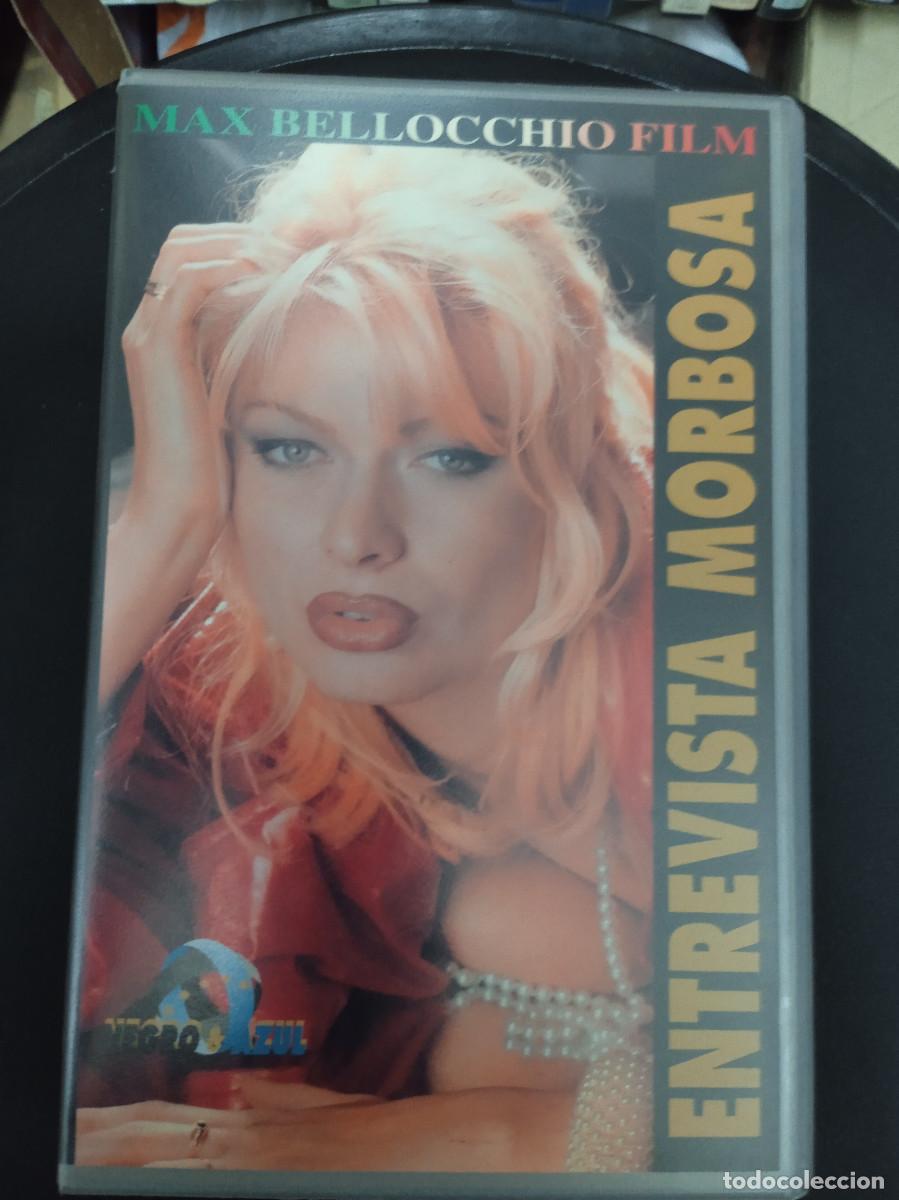 MAX BELLOCCHIO FILM
ENTREVISTA MORBOSA
NEGRO AZUL
todocoleccion